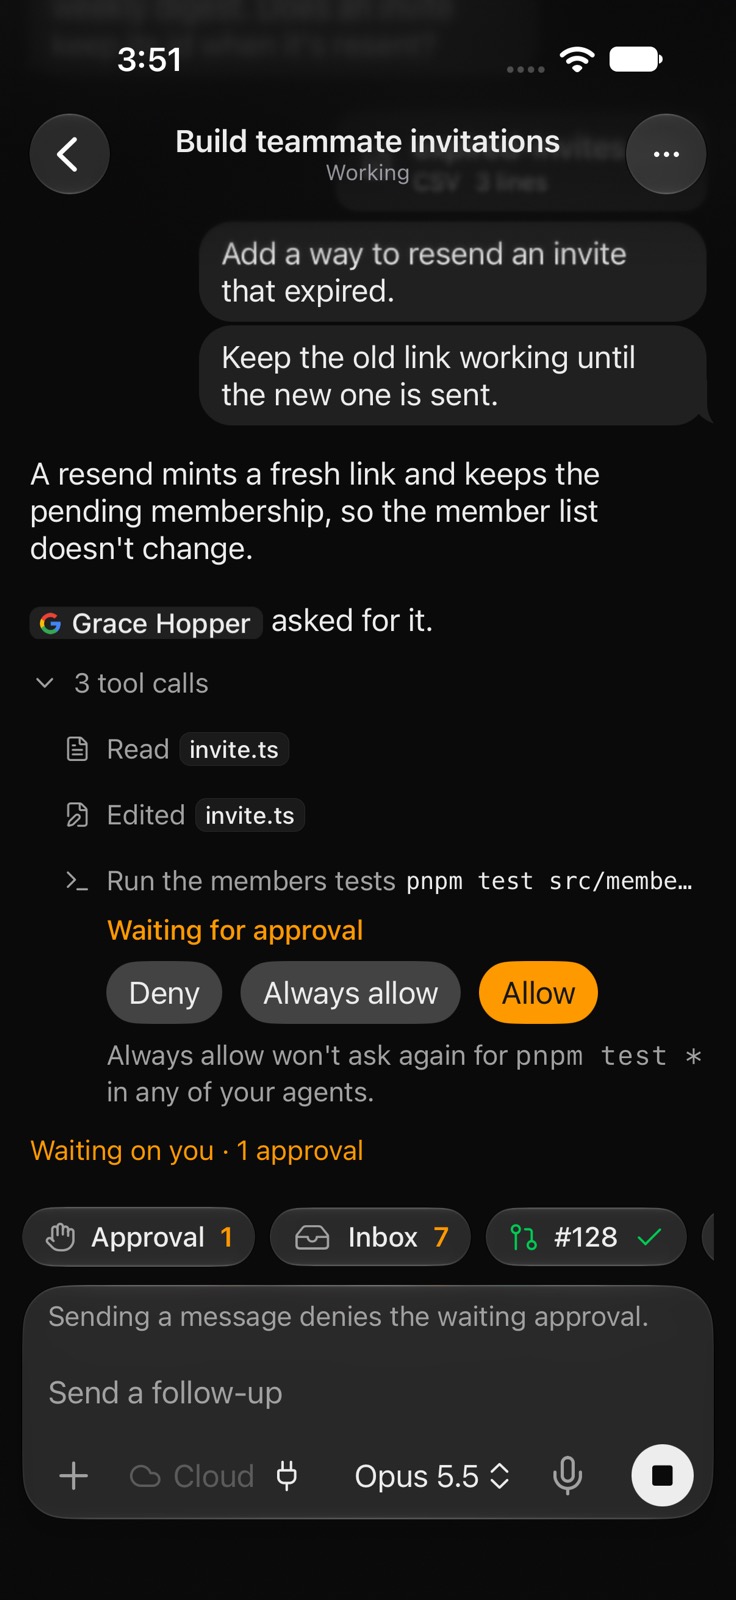 3:51
Build teammate invitations
Working
CSV 3 lines
Add a way to resend an invite
that expired.
Keep the old link working until
the new one is sent.
A resend mints a fresh link and keeps the
pending membership, so the member list
doesn't change.
Grace Hopper asked for it.
3 tool calls
Read invite.ts
Edited invite.ts
Run the members tests pnpm test src/membe…
Waiting for approval
Deny Always allow Allow
Always allow won't ask again for pnpm test *
in any of your agents.
Waiting on you · 1 approval
Approval 1 Inbox 7 #128
Sending a message denies the waiting approval.
Send a follow-up
Cloud Opus 5.5